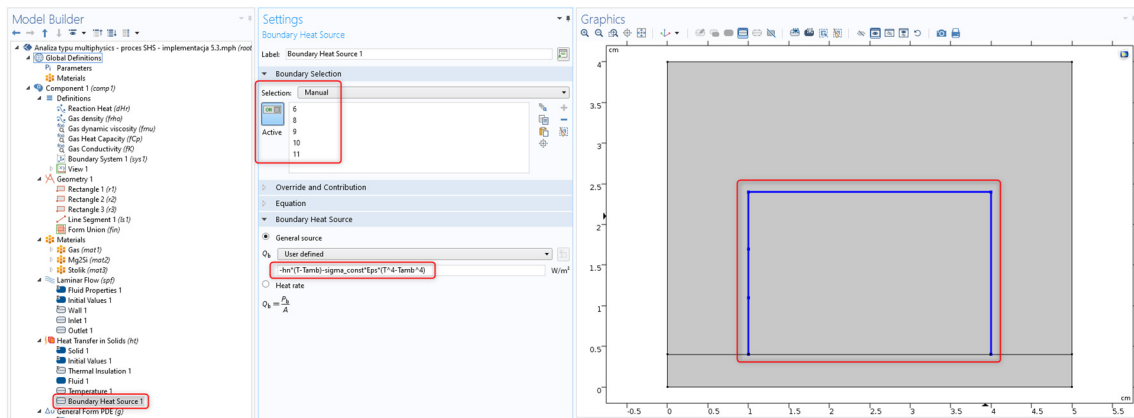 Model Builder
Analiza typu multiphysics - proces SHS - implementacja 5.3.mph (root
Global Definitions
Pi Parameters
Materials
Component 1 (comp1)
Definitions
Reaction Heat (dHr)
Gas density (frho)
Gas dynamic viscosity (fmu)
Gas Heat Capacity (fCp)
Gas Conductivity (fK)
Boundary System 1 (sys1)
View 1
Geometry 1
Rectangle 1 (r1)
Rectangle 2 (r2)
Rectangle 3 (r3)
Line Segment 1 (ls1)
Form Union (fin)
Materials
Gas (mat1)
Mg2Si (mat2)
Stolik (mat3)
Laminar Flow (spf)
Fluid Properties 1
Initial Values 1
Wall 1
Inlet 1
Outlet 1
Heat Transfer in Solids (ht)
Solid 1
Initial Values 1
Thermal Insulation 1
Fluid 1
Temperature 1
Boundary Heat Source 1
General Form PDE (g)
Settings
Boundary Heat Source
Label: Boundary Heat Source 1
Boundary Selection
Selection: Manual
Active
6
8
9
10
11
Override and Contribution
Equation
Boundary Heat Source
General source
Qb User defined
-hn*(T-Tamb)-sigma_const*Eps*(T^4-Tamb^4) W/m²
Heat rate
Qb = Pb/A
Graphics
cm
4
3.5
3
2.5
2
1.5
1
0.5
0
-0.5 0 0.5 1 1.5 2 2.5 3 3.5 4 4.5 5 5.5
cm